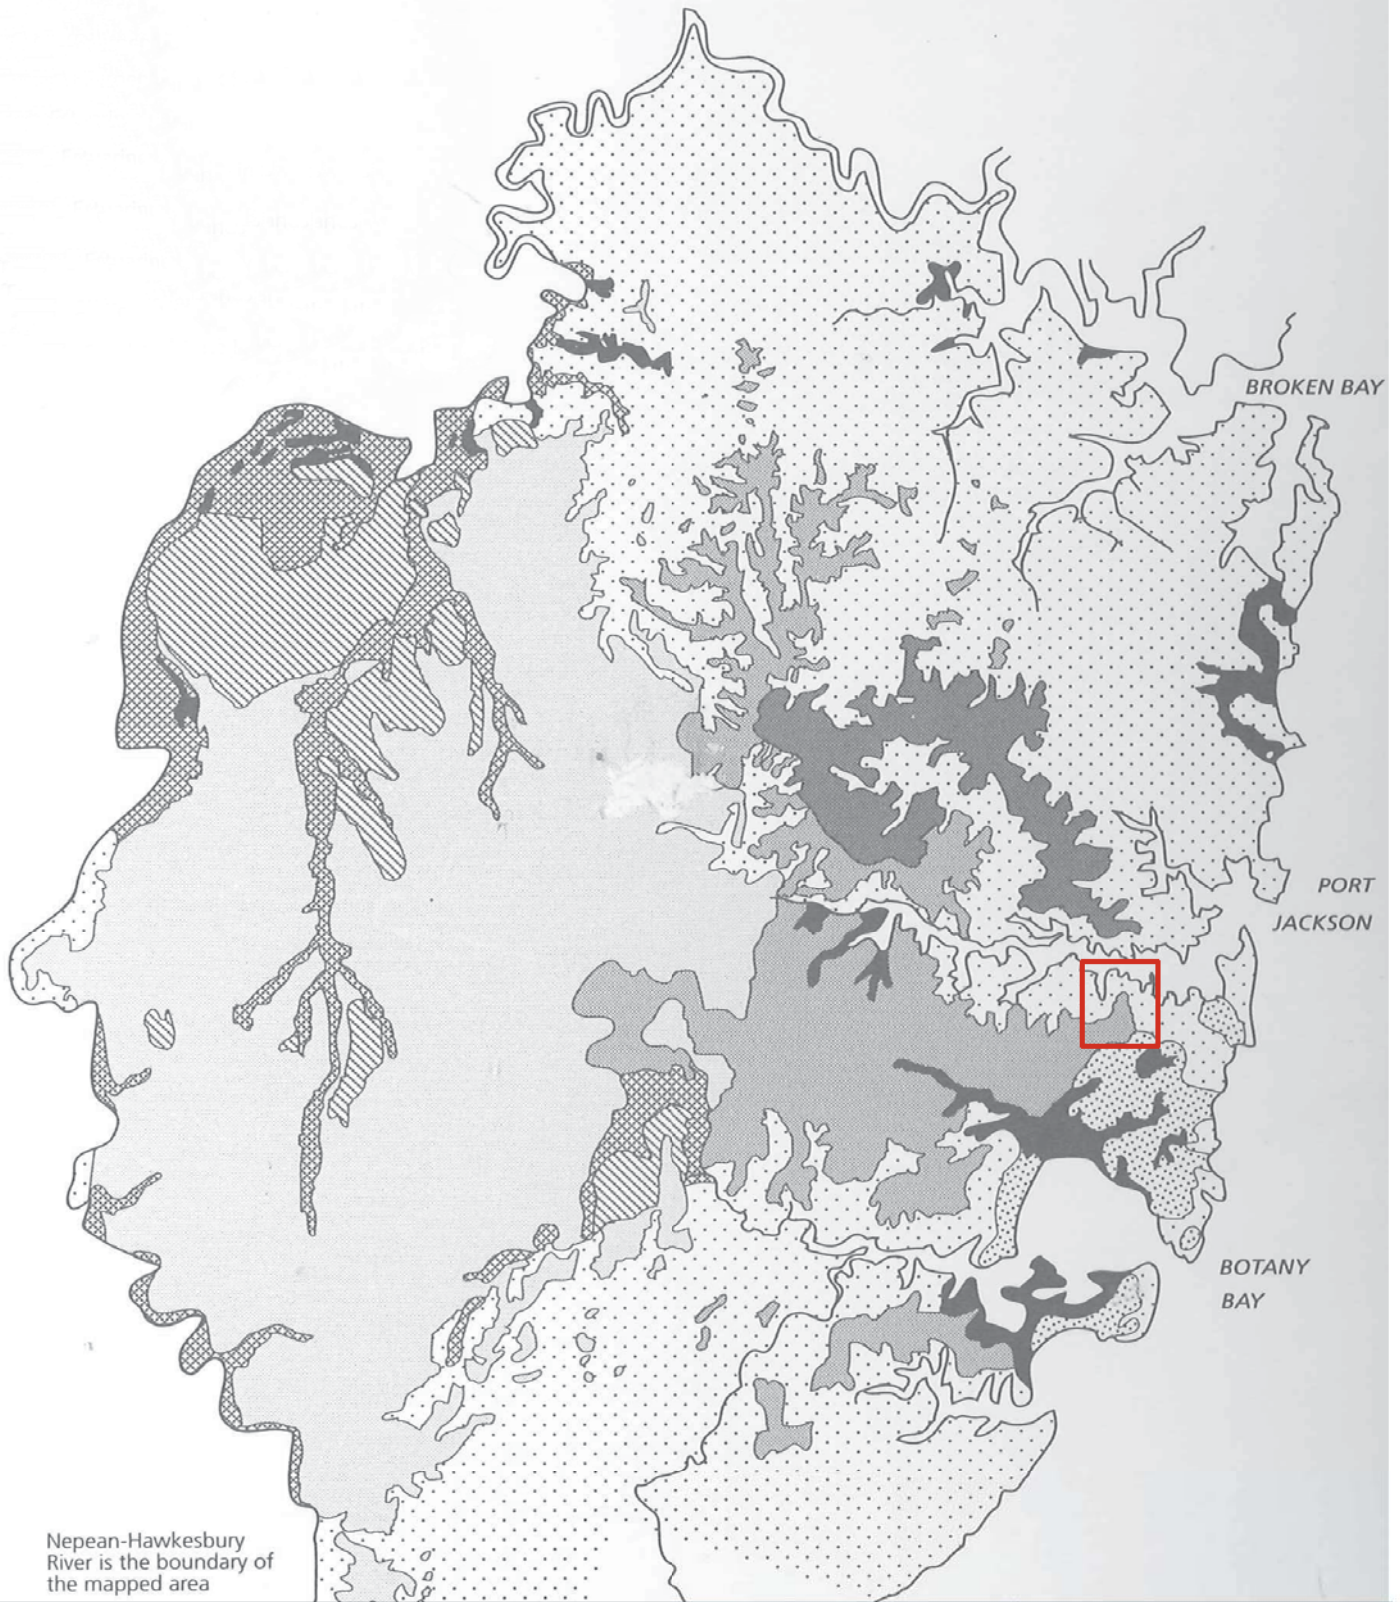 BROKEN BAY
PORT
JACKSON
BOTANY
BAY
Nepean-Hawkesbury
River is the boundary of
the mapped area